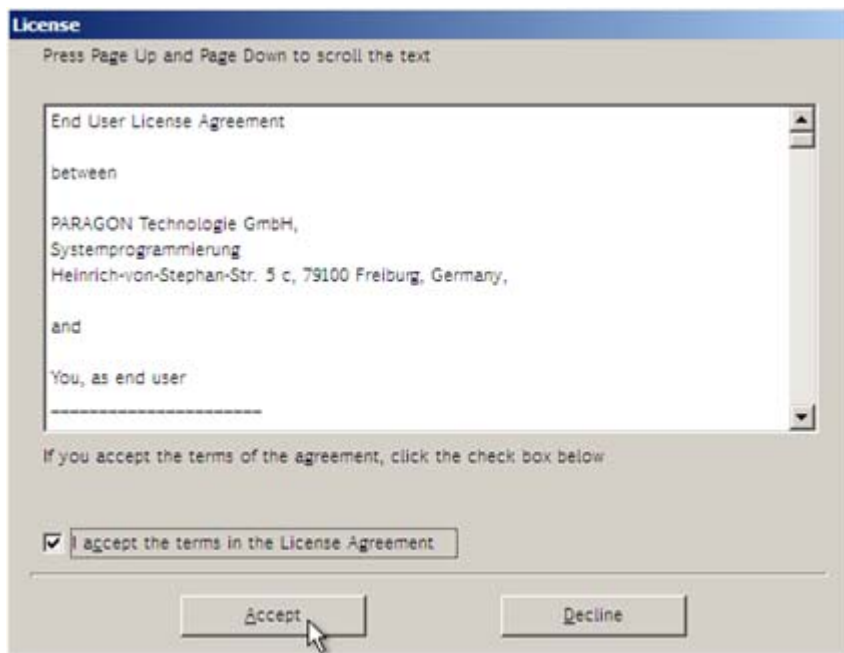 License
Press Page Up and Page Down to scroll the text
End User License Agreement
between
PARAGON Technologie GmbH,
Systemprogrammierung
Heinrich-von-Stephan-Str. 5 c, 79100 Freiburg, Germany,
and
You, as end user
----------------------
If you accept the terms of the agreement, click the check box below
I accept the terms in the License Agreement
Accept
Decline